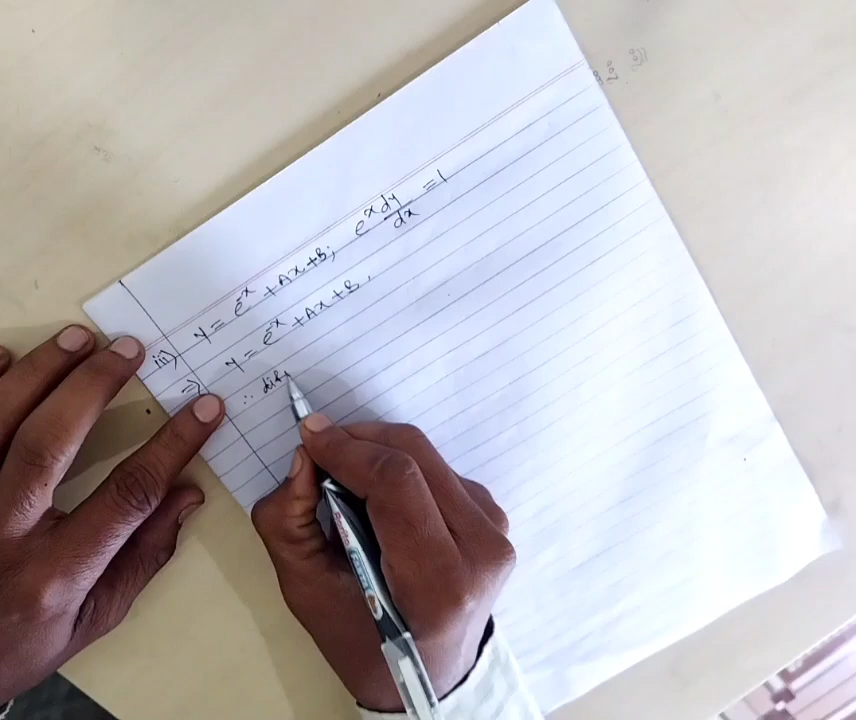 iii) y = e^-x + Ax + B; e^x dy/dx = 1
=> y = e^-x + Ax + B.
∴ diff